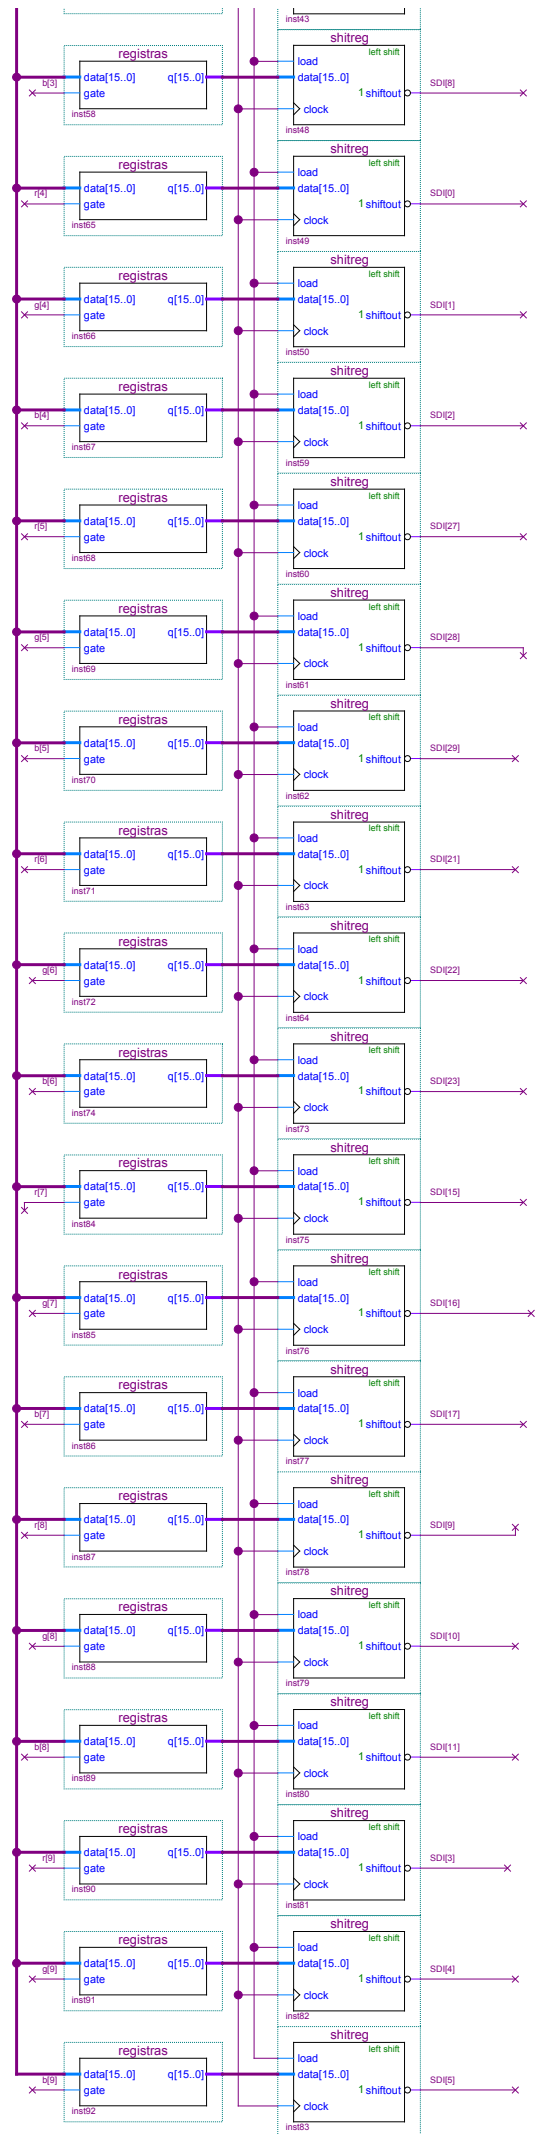 inst43
registras shitreg
load left shift
b[3] data[15..0] q[15..0] data[15..0] SDI[8]
gate 1 shiftout
inst58 clock
inst48
registras shitreg
load left shift
r[4] data[15..0] q[15..0] data[15..0] SDI[0]
gate 1 shiftout
inst65 clock
inst49
registras shitreg
load left shift
g[4] data[15..0] q[15..0] data[15..0] SDI[1]
gate 1 shiftout
inst66 clock
inst50
registras shitreg
load left shift
b[4] data[15..0] q[15..0] data[15..0] SDI[2]
gate 1 shiftout
inst67 clock
inst59
registras shitreg
load left shift
r[5] data[15..0] q[15..0] data[15..0] SDI[27]
gate 1 shiftout
inst68 clock
inst60
registras shitreg
load left shift
g[5] data[15..0] q[15..0] data[15..0] SDI[28]
gate 1 shiftout
inst69 clock
inst61
registras shitreg
load left shift
b[5] data[15..0] q[15..0] data[15..0] SDI[29]
gate 1 shiftout
inst70 clock
inst62
registras shitreg
load left shift
r[6] data[15..0] q[15..0] data[15..0] SDI[21]
gate 1 shiftout
inst71 clock
inst63
registras shitreg
load left shift
g[6] data[15..0] q[15..0] data[15..0] SDI[22]
gate 1 shiftout
inst72 clock
inst64
registras shitreg
load left shift
b[6] data[15..0] q[15..0] data[15..0] SDI[23]
gate 1 shiftout
inst74 clock
inst73
registras shitreg
load left shift
r[7] data[15..0] q[15..0] data[15..0] SDI[15]
gate 1 shiftout
inst84 clock
inst75
registras shitreg
load left shift
g[7] data[15..0] q[15..0] data[15..0] SDI[16]
gate 1 shiftout
inst85 clock
inst76
registras shitreg
load left shift
b[7] data[15..0] q[15..0] data[15..0] SDI[17]
gate 1 shiftout
inst86 clock
inst77
registras shitreg
load left shift
r[8] data[15..0] q[15..0] data[15..0] SDI[9]
gate 1 shiftout
inst87 clock
inst78
registras shitreg
load left shift
g[8] data[15..0] q[15..0] data[15..0] SDI[10]
gate 1 shiftout
inst88 clock
inst79
registras shitreg
load left shift
b[8] data[15..0] q[15..0] data[15..0] SDI[11]
gate 1 shiftout
inst89 clock
inst80
registras shitreg
load left shift
r[9] data[15..0] q[15..0] data[15..0] SDI[3]
gate 1 shiftout
inst90 clock
inst81
registras shitreg
load left shift
g[9] data[15..0] q[15..0] data[15..0] SDI[4]
gate 1 shiftout
inst91 clock
inst82
registras shitreg
load left shift
b[9] data[15..0] q[15..0] data[15..0] SDI[5]
gate 1 shiftout
inst92 clock
inst83